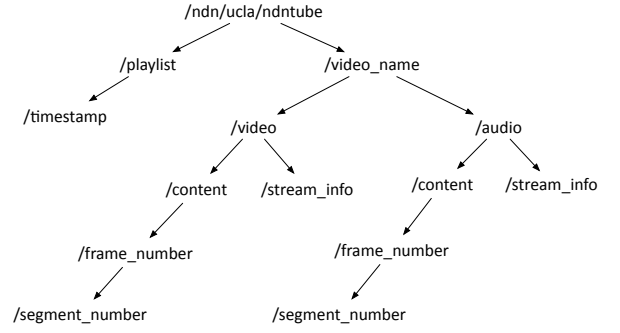 /ndn/ucla/ndntube
/playlist
/video_name
/timestamp
/video
/audio
/content
/stream_info
/content
/stream_info
/frame_number
/frame_number
/segment_number
/segment_number